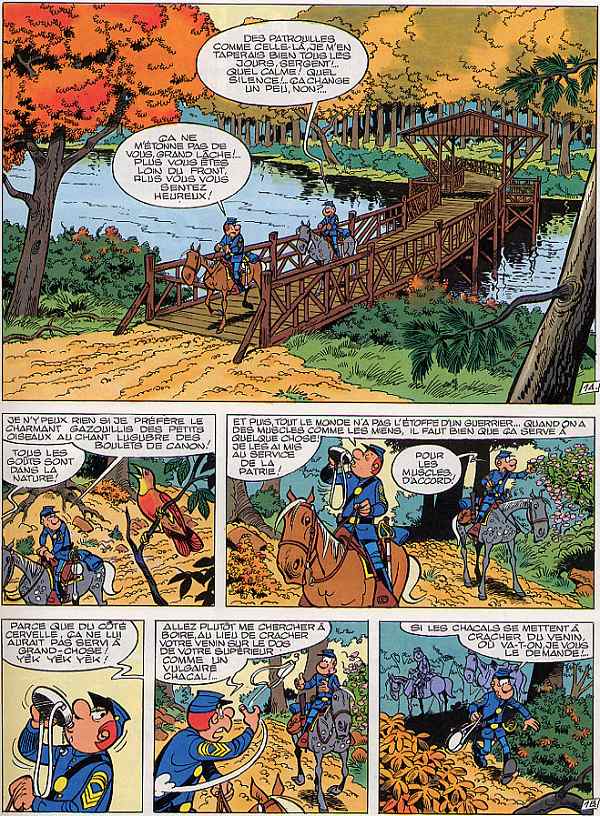 DES PATROUILLES
COMME CELLE-LÀ, JE M'EN
TAPERAIS BIEN TOUS LES
JOURS, SERGENT!..
QUEL CALME! QUEL
SILENCE!.. ÇA CHANGE
UN PEU, NON?..
ÇA NE
M'ÉTONNE PAS DE
VOUS, GRAND LÂCHE!..
PLUS VOUS ÊTES
LOIN DU FRONT,
PLUS VOUS VOUS
SENTEZ
HEUREUX!
1A.
JE N'Y PEUX RIEN SI JE PRÉFÈRE LE
CHARMANT GAZOUILLIS DES PETITS
OISEAUX AU CHANT LUGUBRE DES
BOULETS DE CANON!
TOUS LES
GOÛTS SONT
DANS LA
NATURE!
ET PUIS, TOUT LE MONDE N'A PAS L'ÉTOFFE D'UN GUERRIER... QUAND ON A
DES MUSCLES COMME LES MIENS, IL FAUT BIEN QUE ÇA SERVE À
QUELQUE CHOSE!
JE LES AI MIS
AU SERVICE
DE LA
PATRIE!
POUR
LES
MUSCLES,
D'ACCORD!
PARCE QUE DU CÔTÉ
CERVELLE, ÇA NE LUI
AURAIT PAS SERVI À
GRAND-CHOSE!
YÈK YÈK YÈK!
ALLEZ PLUTÔT ME CHERCHER À
BOIRE, AU LIEU DE CRACHER
VOTRE VENIN SUR LE DOS
DE VOTRE SUPÉRIEUR
COMME UN
VULGAIRE
CHACAL!..
SI LES CHACALS SE METTENT À
CRACHER DU VENIN,
OÙ VA-T-ON, JE VOUS
LE DEMANDE!..
1B.